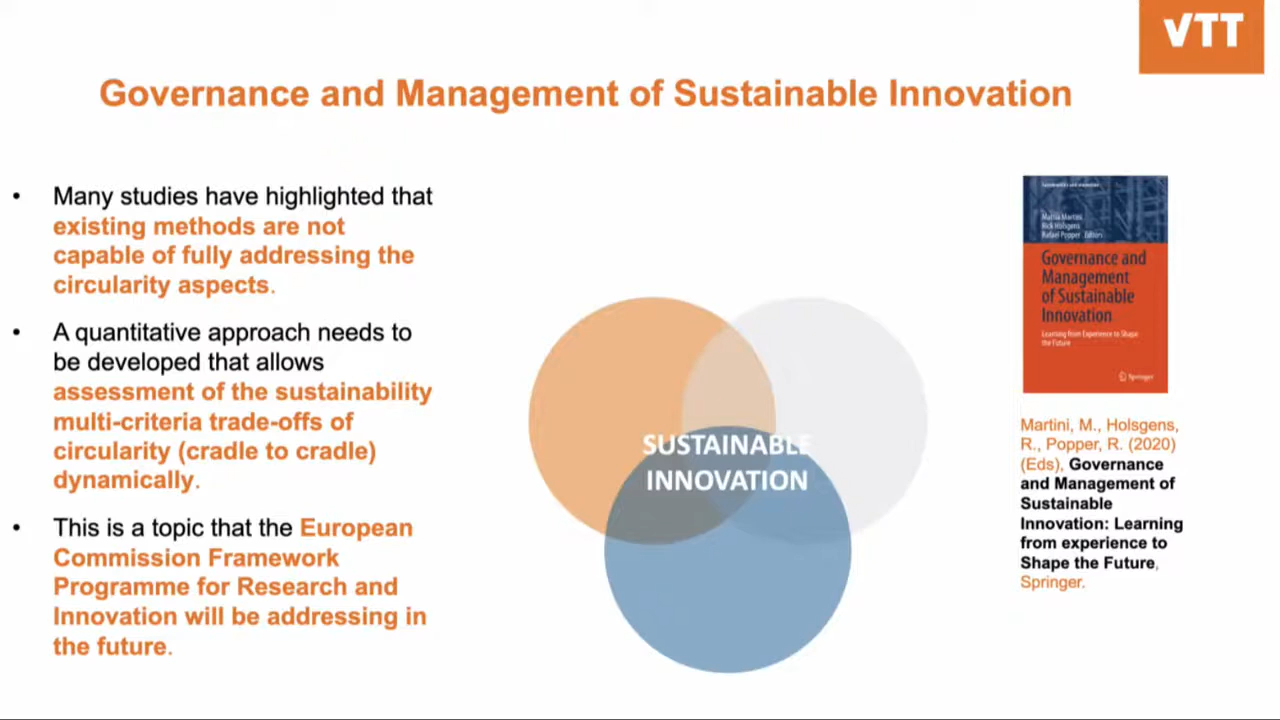 VTT
Governance and Management of Sustainable Innovation
• Many studies have highlighted that
existing methods are not
capable of fully addressing the
circularity aspects.
• A quantitative approach needs to
be developed that allows
assessment of the sustainability
multi-criteria trade-offs of
circularity (cradle to cradle)
dynamically.
• This is a topic that the European
Commission Framework
Programme for Research and
Innovation will be addressing in
the future.
SUSTAINABLE
INNOVATION
Mattia Martini
Rick Hölsgens
Rafael Popper Editors
Governance and
Management
of Sustainable
Innovation
Learning from Experience to Shape
the Future
Springer
Martini, M., Holsgens,
R., Popper, R. (2020)
(Eds), Governance
and Management of
Sustainable
Innovation: Learning
from experience to
Shape the Future,
Springer.